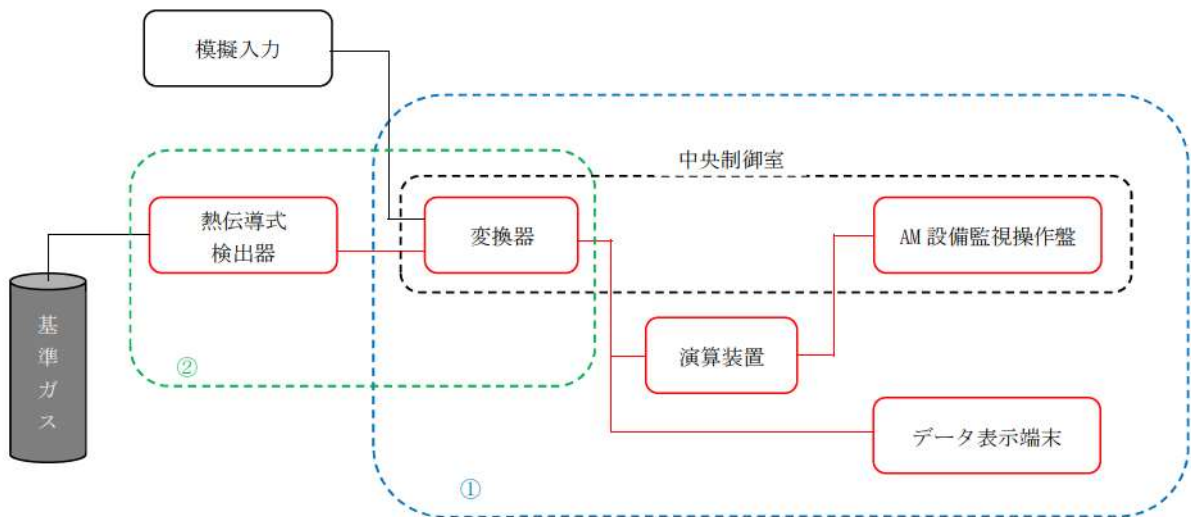 模擬入力
中央制御室
熱伝導式
検出器
変換器
AM 設備監視操作盤
基準ガス
②
演算装置
データ表示端末
①